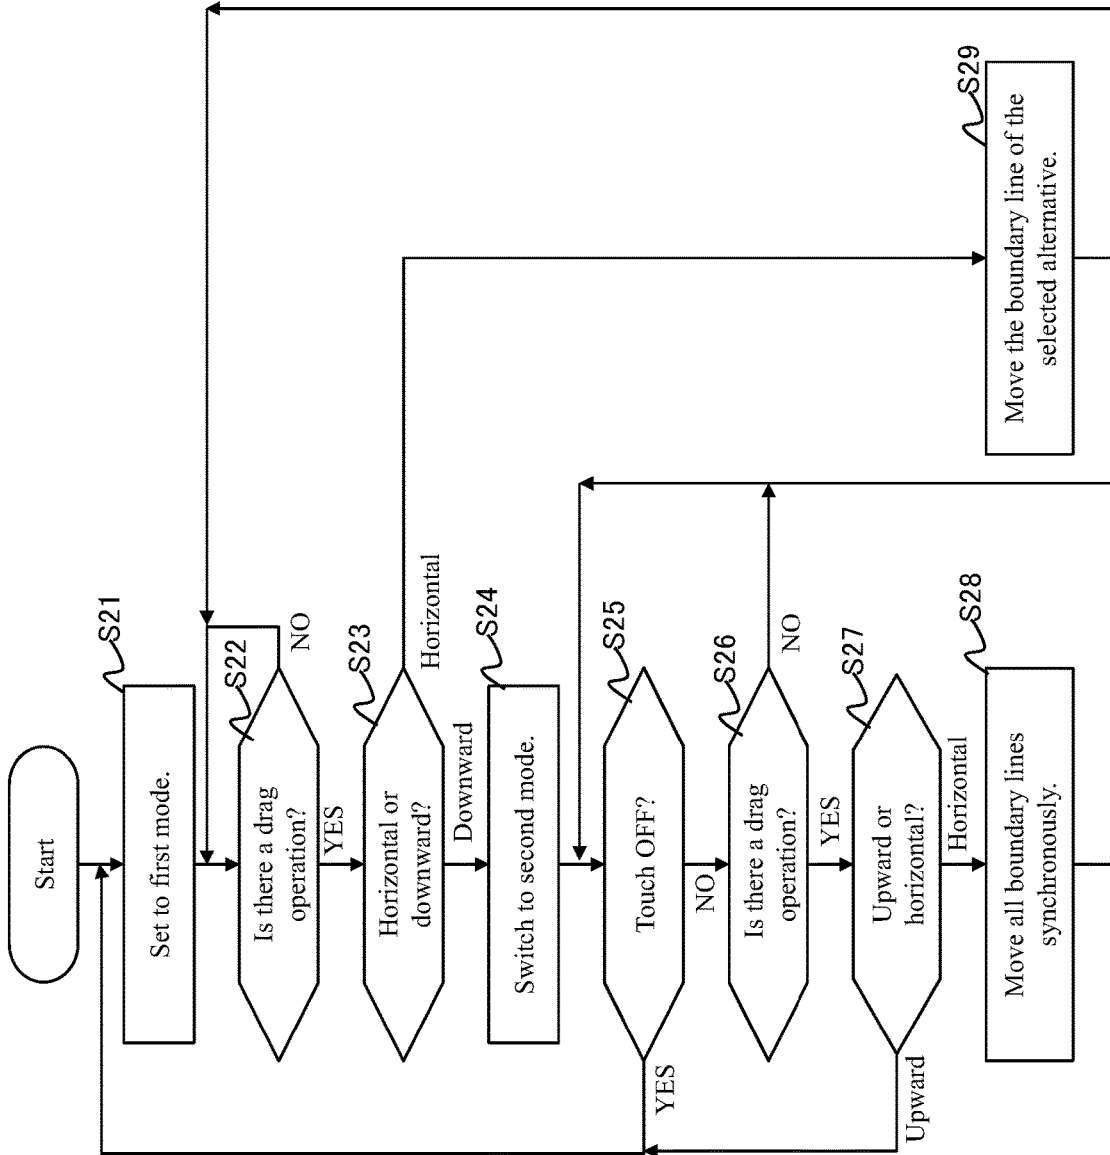 Start
S21
Set to first mode.
S22
Is there a drag
operation?
NO
YES
S23
Horizontal or
downward?
Horizontal
Downward
S24
Switch to second mode.
S25
Touch OFF?
YES
NO
S26
Is there a drag
operation?
NO
YES
S27
Upward or
horizontal?
Upward
Horizontal
S28
Move all boundary lines
synchronously.
S29
Move the boundary line of the
selected alternative.